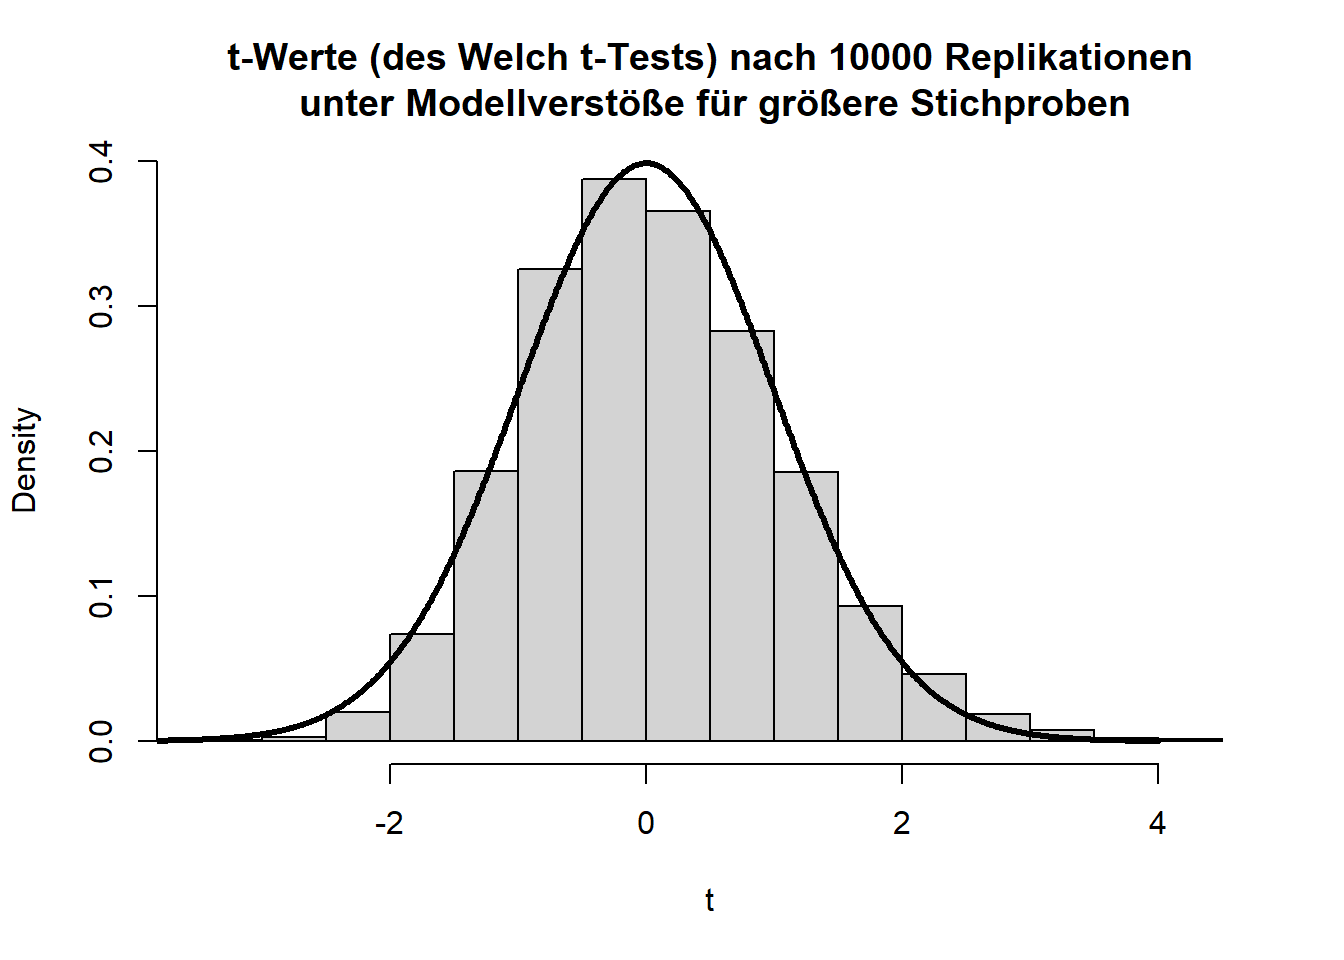 t-Werte (des Welch t-Tests) nach 10000 Replikationen
unter Modellverstöße für größere Stichproben
0.4
0.3
0.2
0.1
0.0
Density
-2 0 2 4
t